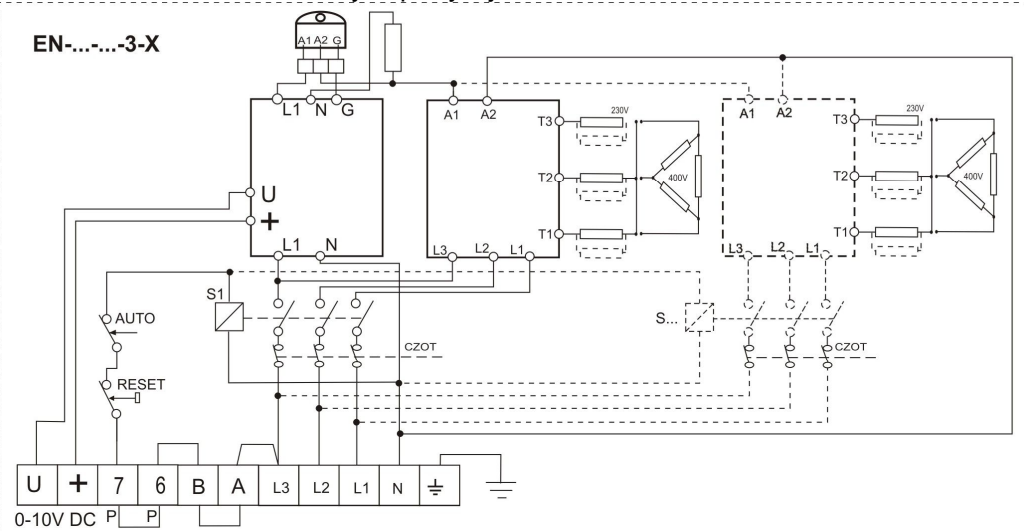 EN-...-...-3-X
A1 A2 G
L1 N G
A1 A2
A1 A2
T3 230V
T3 230V
T2 400V
T2 400V
U
+
T1
T1
L1 N
L3 L2 L1
L3 L2 L1
S1
S...
AUTO
CZOT
CZOT
RESET
U + 7 6 B A L3 L2 L1 N
0-10V DC P P